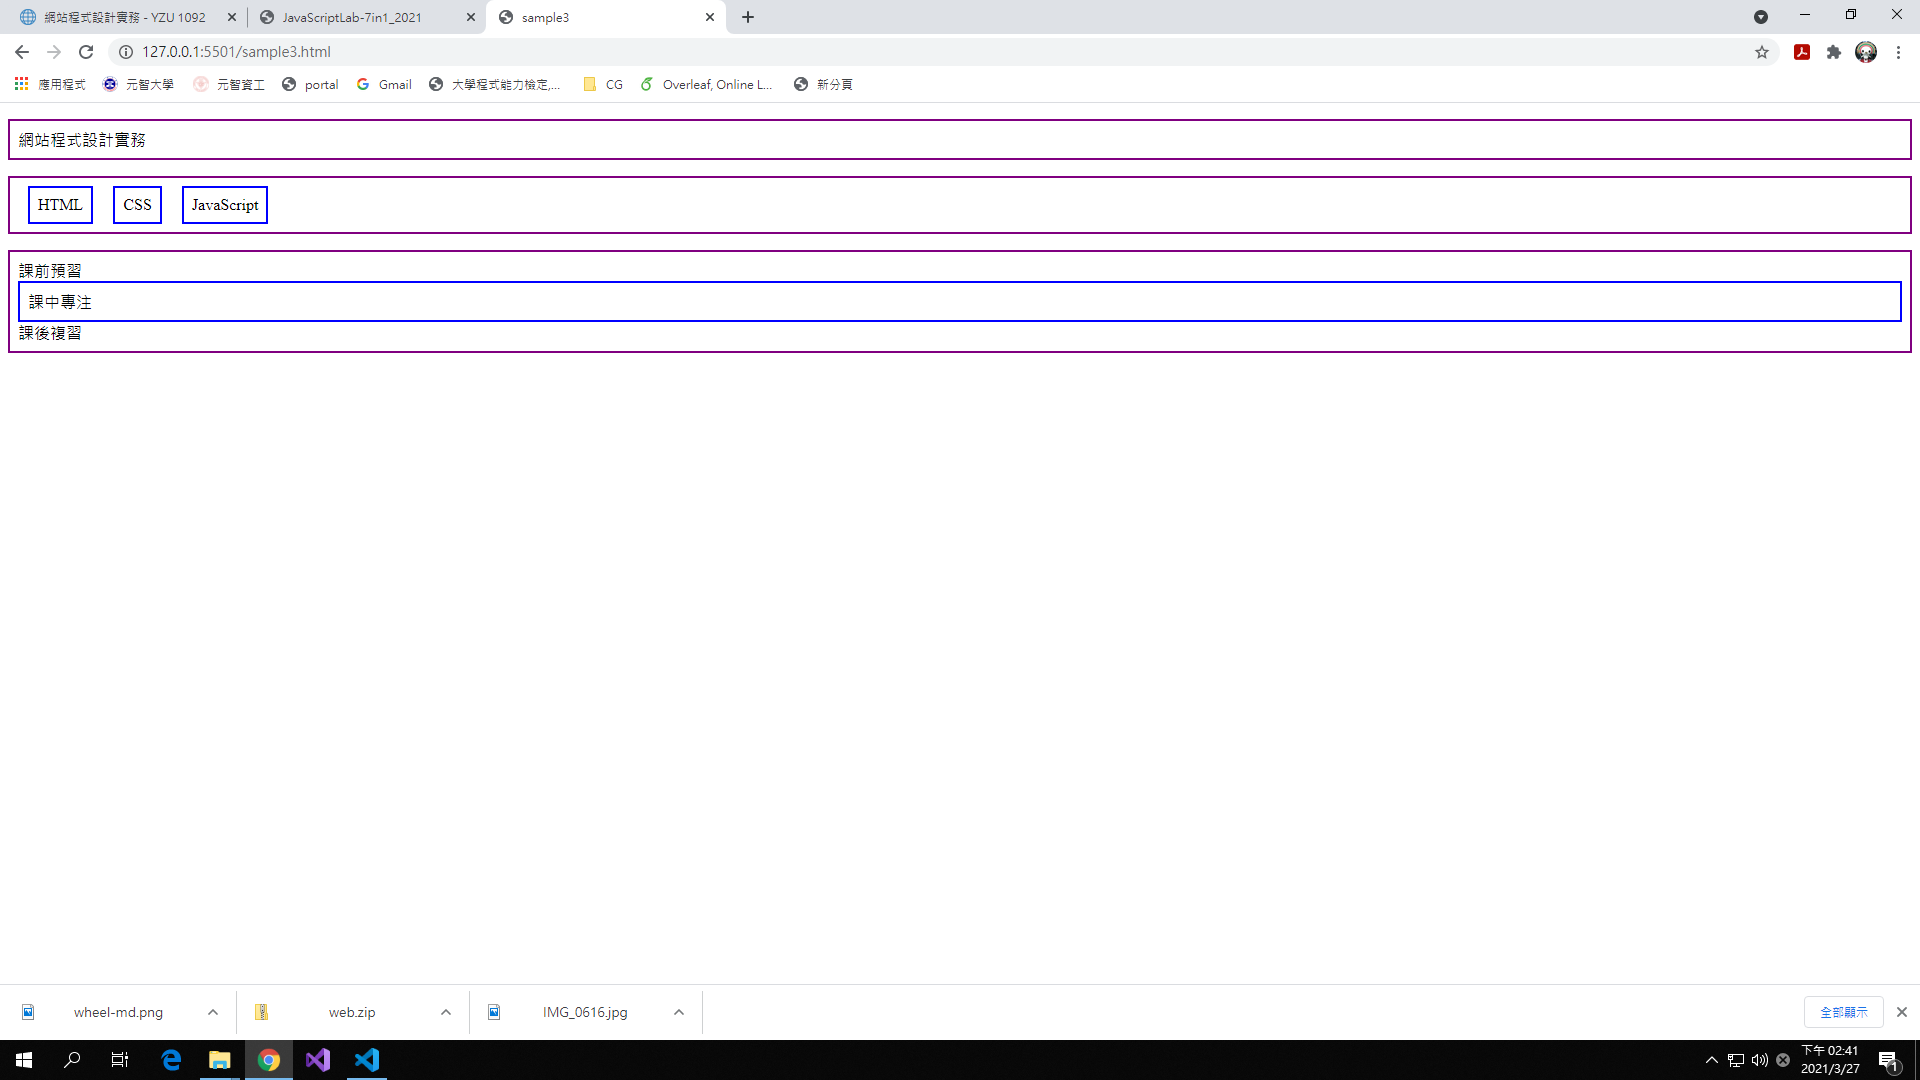 網站程式設計實務 - YZU 1092
JavaScriptLab-7in1_2021
sample3
127.0.0.1:5501/sample3.html
應用程式
元智大學
元智資工
portal
Gmail
大學程式能力檢定,...
CG
Overleaf, Online L...
新分頁
網站程式設計實務
HTML
CSS
JavaScript
課前預習
課中專注
課後複習
wheel-md.png
web.zip
IMG_0616.jpg
全部顯示
下午 02:41
2021/3/27
1